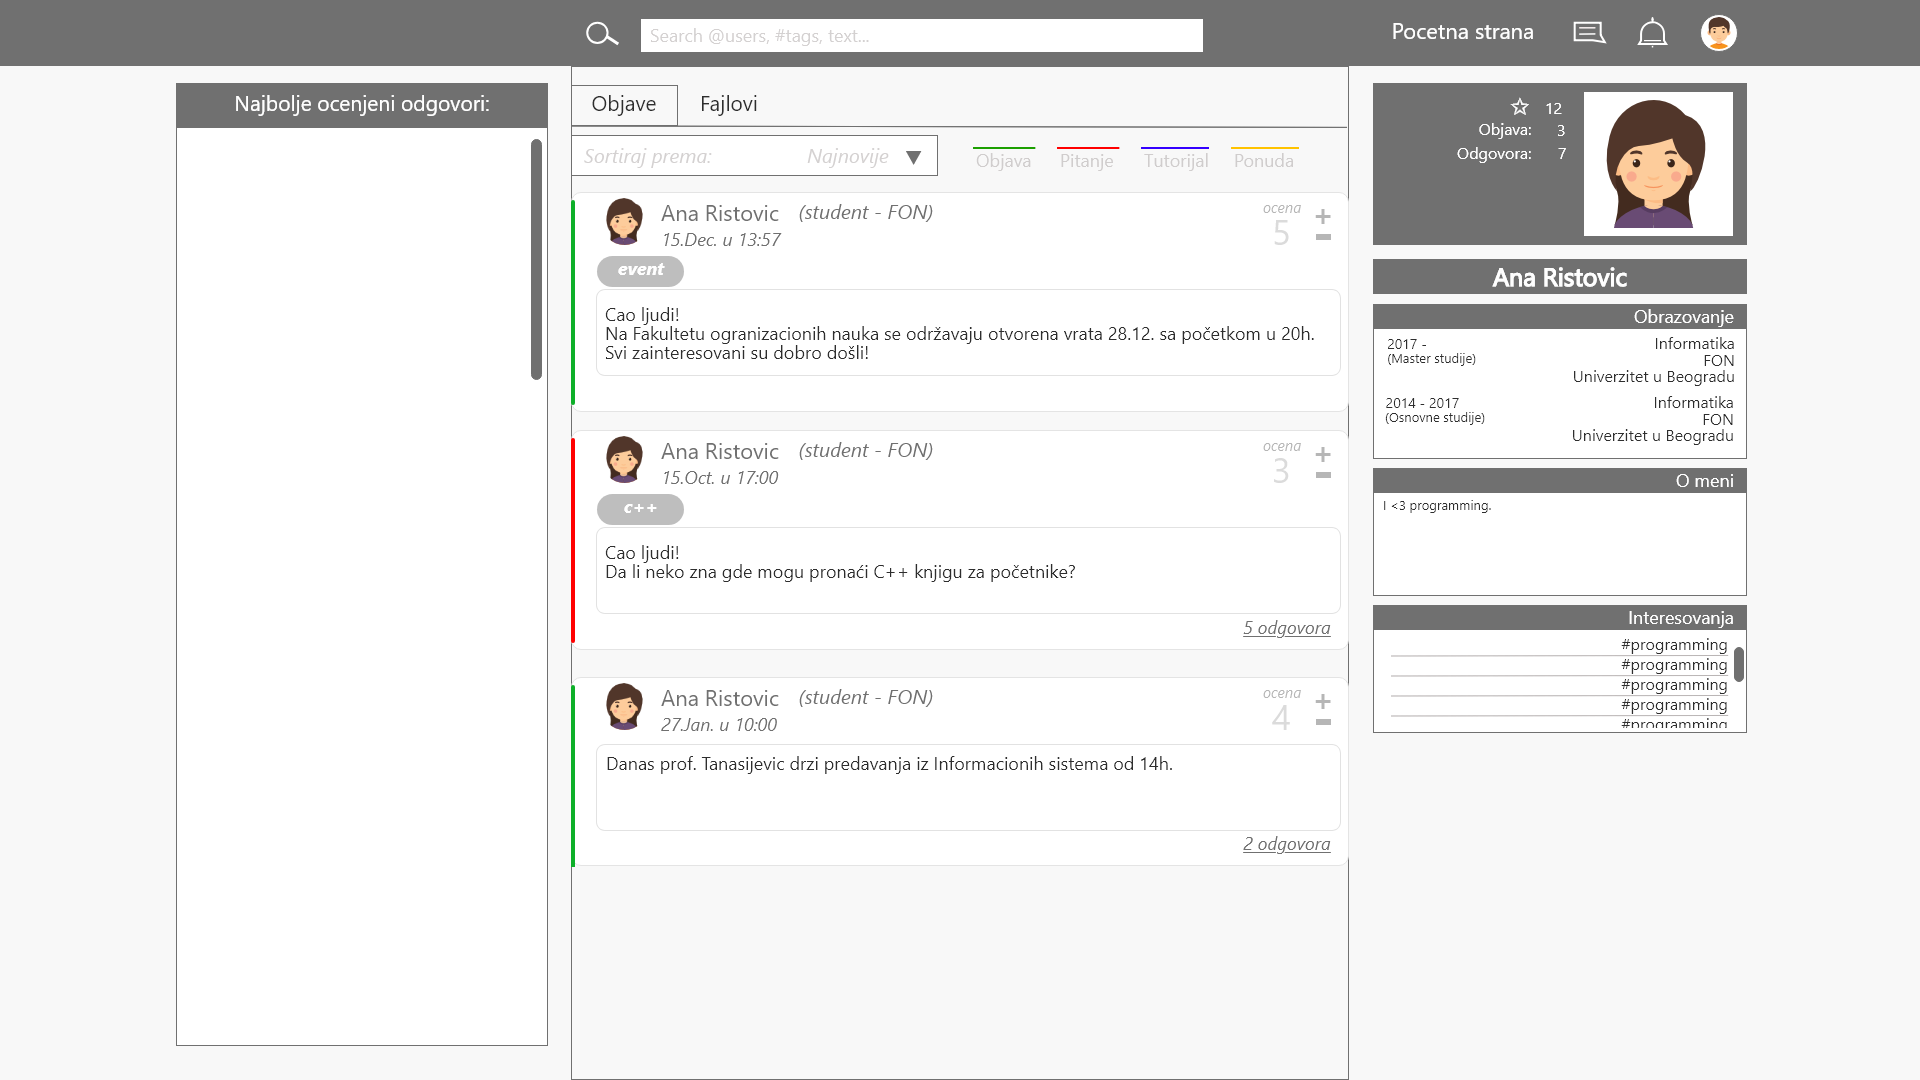 Search @users, #tags, text...
Pocetna strana
Najbolje ocenjeni odgovori:
Objave
Fajlovi
Sortiraj prema:
Najnovije
Objava
Pitanje
Tutorijal
Ponuda
Ana Ristovic (student - FON)
15.Dec. u 13:57
ocena
5
event
Cao ljudi!
Na Fakultetu ogranizacionih nauka se održavaju otvorena vrata 28.12. sa početkom u 20h.
Svi zainteresovani su dobro došli!
Ana Ristovic (student - FON)
15.Oct. u 17:00
ocena
3
c++
Cao ljudi!
Da li neko zna gde mogu pronaći C++ knjigu za početnike?
5 odgovora
Ana Ristovic (student - FON)
27.Jan. u 10:00
ocena
4
Danas prof. Tanasijevic drzi predavanja iz Informacionih sistema od 14h.
2 odgovora
12
Objava: 3
Odgovora: 7
Ana Ristovic
Obrazovanje
2017 -
(Master studije)
Informatika
FON
Univerzitet u Beogradu
2014 - 2017
(Osnovne studije)
Informatika
FON
Univerzitet u Beogradu
O meni
I <3 programming.
Interesovanja
#programming
#programming
#programming
#programming
#programming